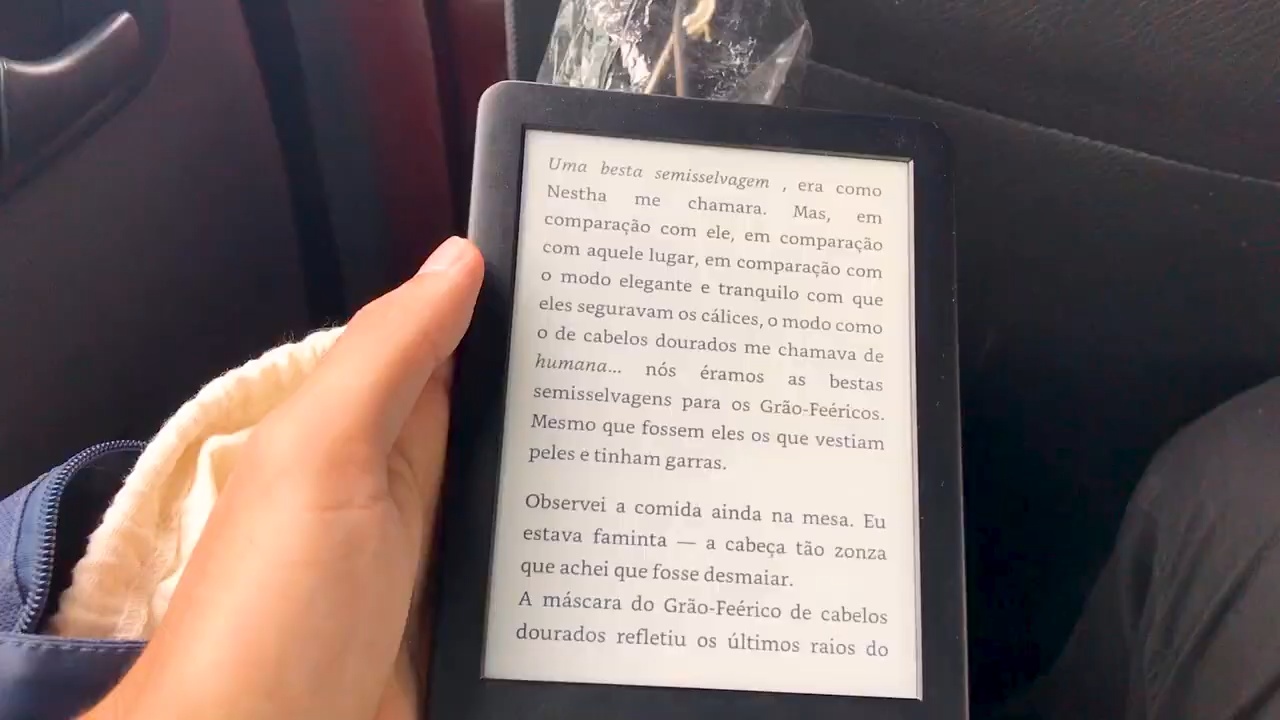 Uma besta semisselvagem , era como
Nestha me chamara. Mas, em
comparação com ele, em comparação
com aquele lugar, em comparação com
o modo elegante e tranquilo com que
eles seguravam os cálices, o modo como
o de cabelos dourados me chamava de
humana... nós éramos as bestas
semisselvagens para os Grão-Feéricos.
Mesmo que fossem eles os que vestiam
peles e tinham garras.
Observei a comida ainda na mesa. Eu
estava faminta — a cabeça tão zonza
que achei que fosse desmaiar.
A máscara do Grão-Feérico de cabelos
dourados refletiu os últimos raios do